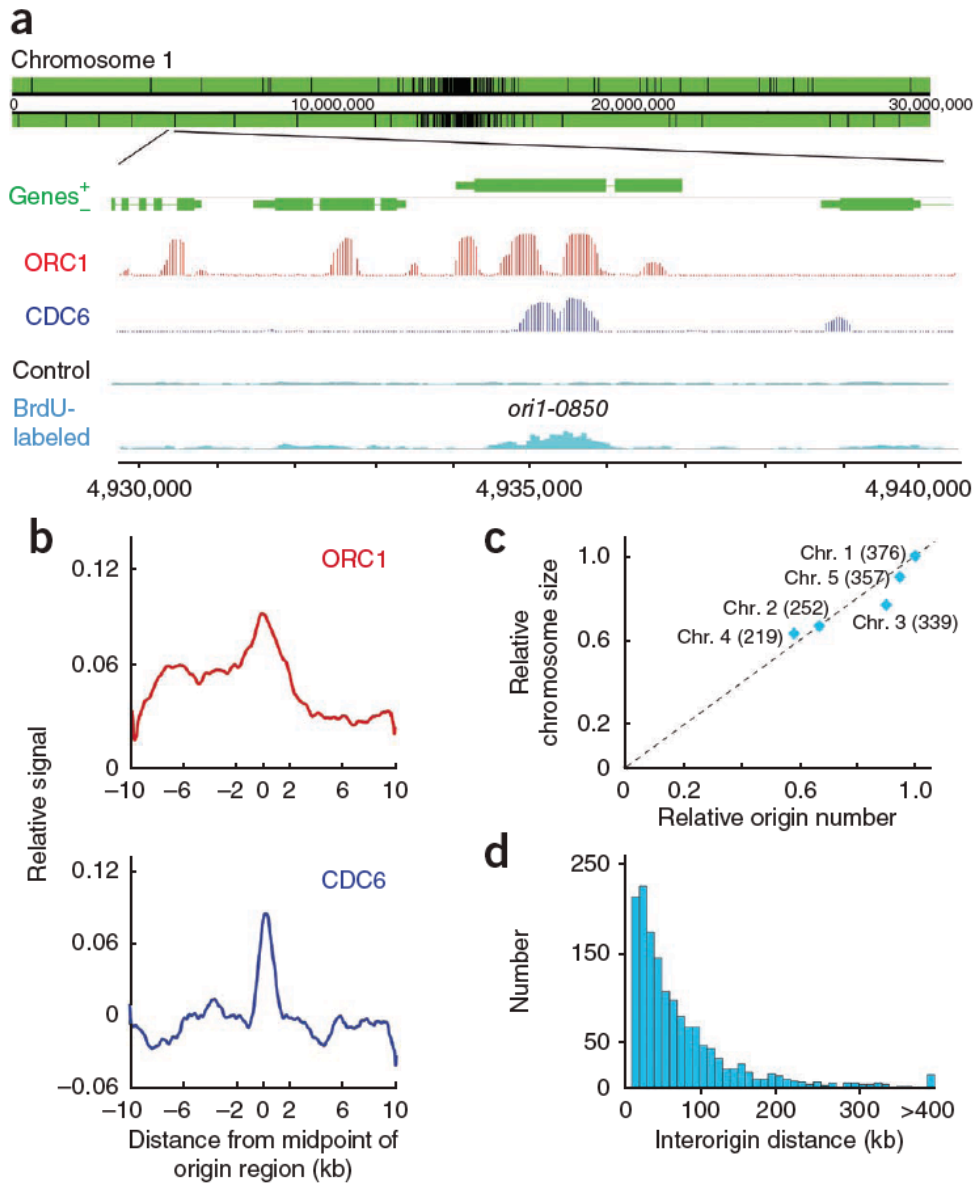 a
Chromosome 1
0 10,000,000 20,000,000 30,000,000
Genes + −
ORC1
CDC6
Control
BrdU-
labeled
ori1-0850
4,930,000 4,935,000 4,940,000
b
ORC1
0.12
0.06
0
−10 −6 −2 0 2 6 10
Relative signal
CDC6
0.12
0.06
0
−0.06
−10 −6 −2 0 2 6 10
Distance from midpoint of
origin region (kb)
c
Relative
chromosome size
1.0
0.6
0.2
0
Chr. 1 (376)
Chr. 5 (357)
Chr. 2 (252)
Chr. 3 (339)
Chr. 4 (219)
0 0.2 0.6 1.0
Relative origin number
d
Number
250
150
50
0
0 100 200 300 >400
Interorigin distance (kb)